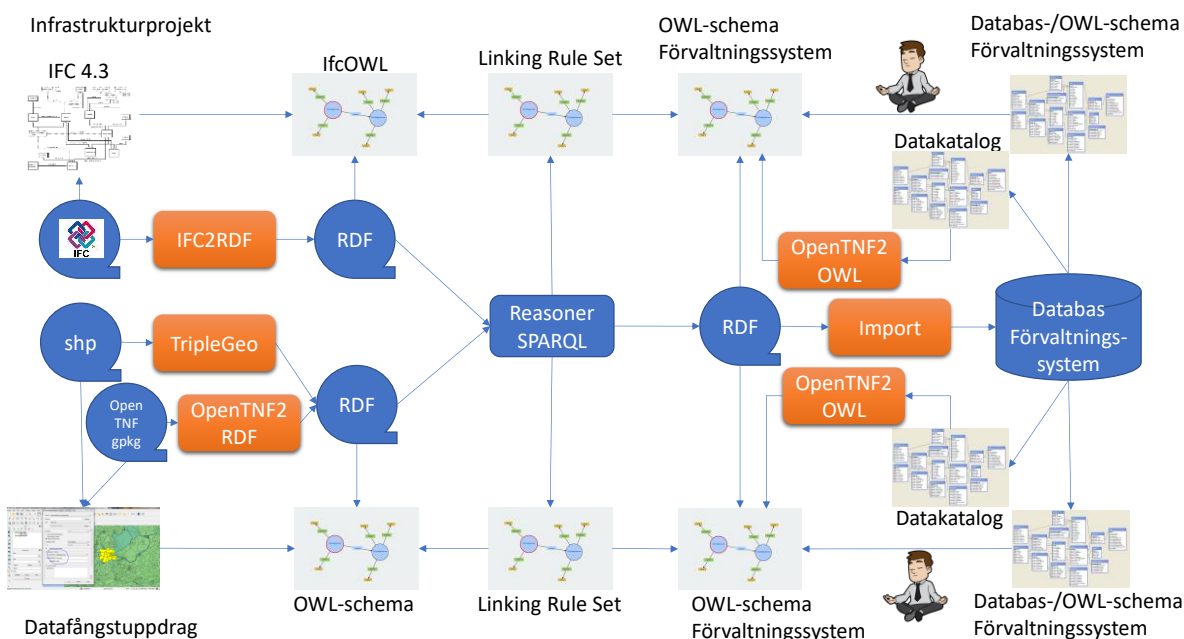 Infrastrukturprojekt
IFC 4.3
IfcOWL
Linking Rule Set
OWL-schema
Förvaltningssystem
Databas-/OWL-schema
Förvaltningssystem
Datakatalog
IFC
IFC2RDF
RDF
OpenTNF2
OWL
shp
TripleGeo
Reasoner
SPARQL
RDF
Import
Databas
Förvaltnings-
system
Open
TNF
gpkg
OpenTNF2
RDF
RDF
OpenTNF2
OWL
Datakatalog
OWL-schema
Linking Rule Set
OWL-schema
Förvaltningssystem
Databas-/OWL-schema
Förvaltningssystem
Datafångstuppdrag